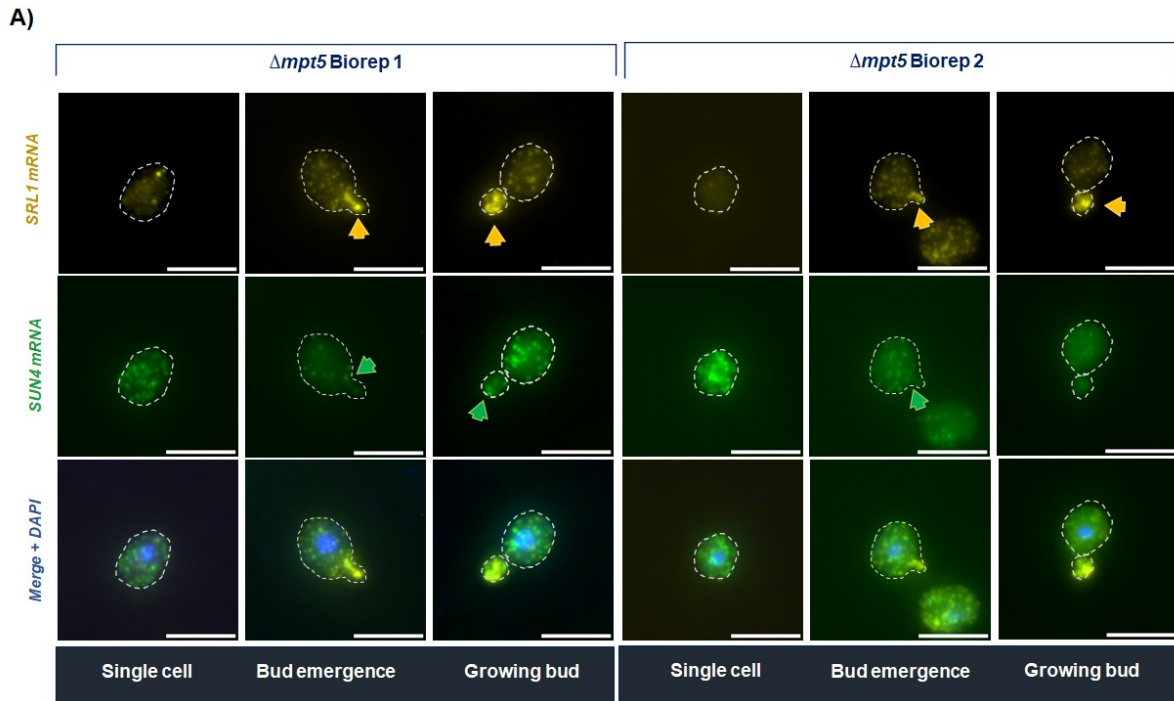 A)
Δmpt5 Biorep 1
Δmpt5 Biorep 2
SRL1 mRNA
SUN4 mRNA
Merge + DAPI
Single cell
Bud emergence
Growing bud
Single cell
Bud emergence
Growing bud